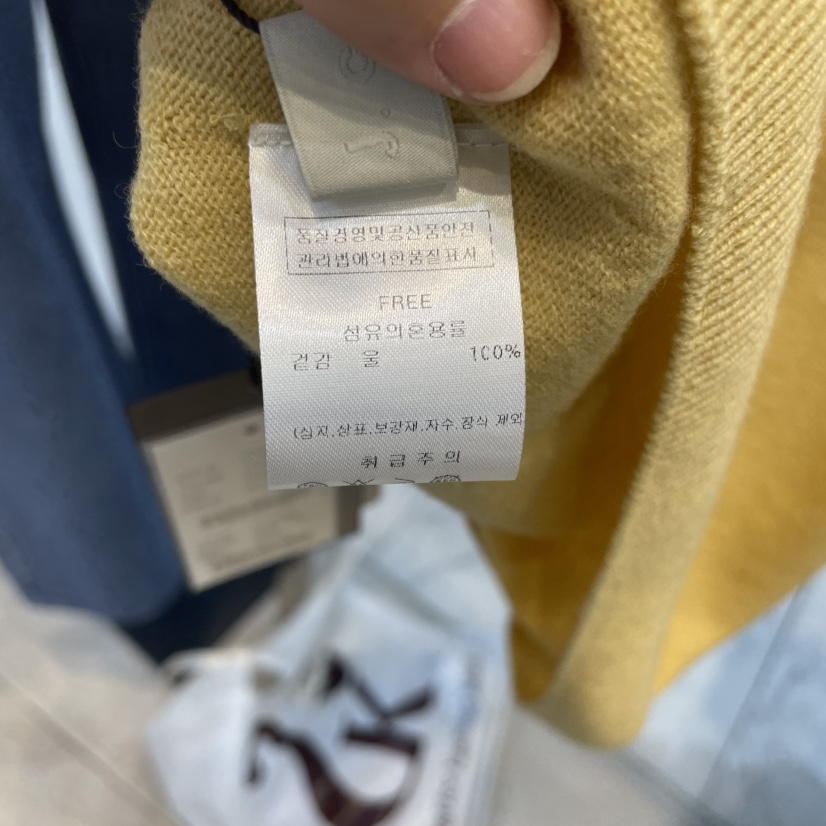 품질경영및공산품안전
관리법에의한품질표시
FREE
섬유의혼용률
겉감 울 100%
(심지,상표,보강재,자수,장식 제외
취급주의